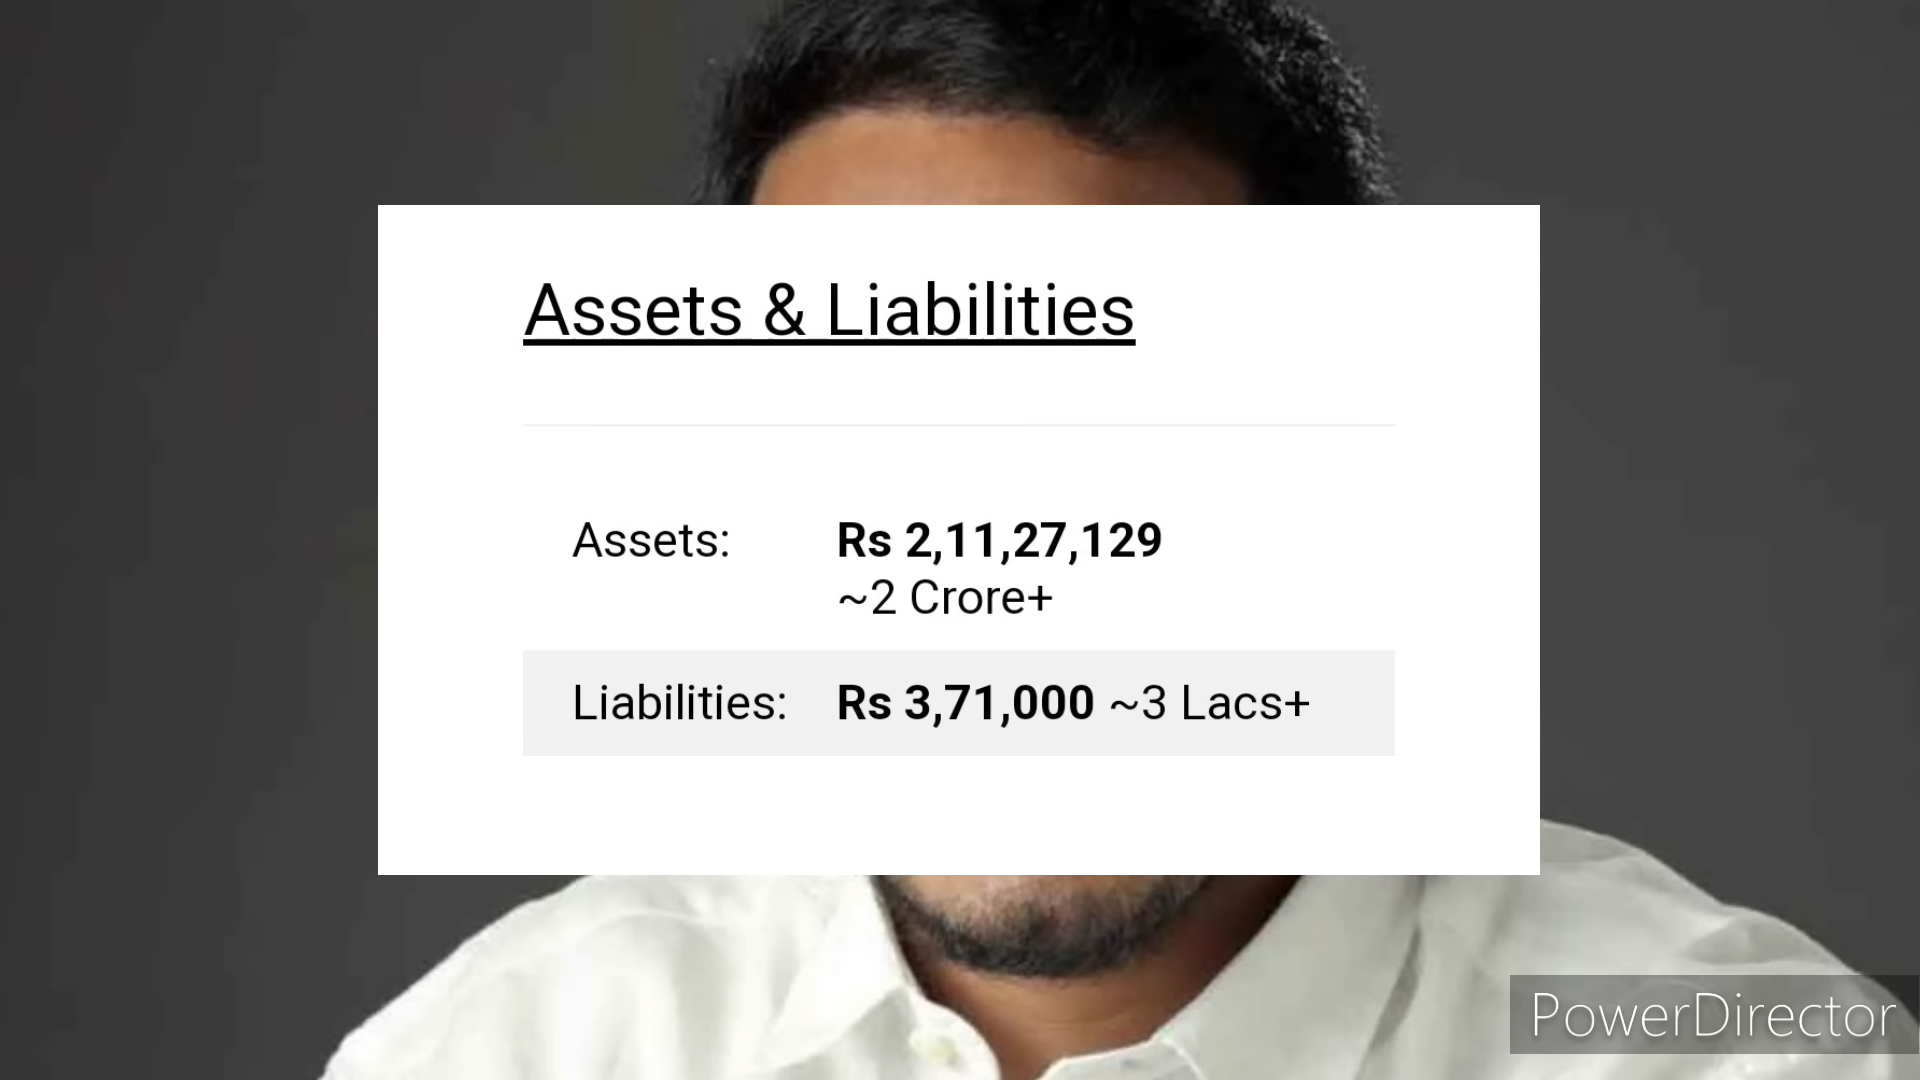 Assets & Liabilities
Assets: Rs 2,11,27,129
~2 Crore+
Liabilities: Rs 3,71,000 ~3 Lacs+
PowerDirector